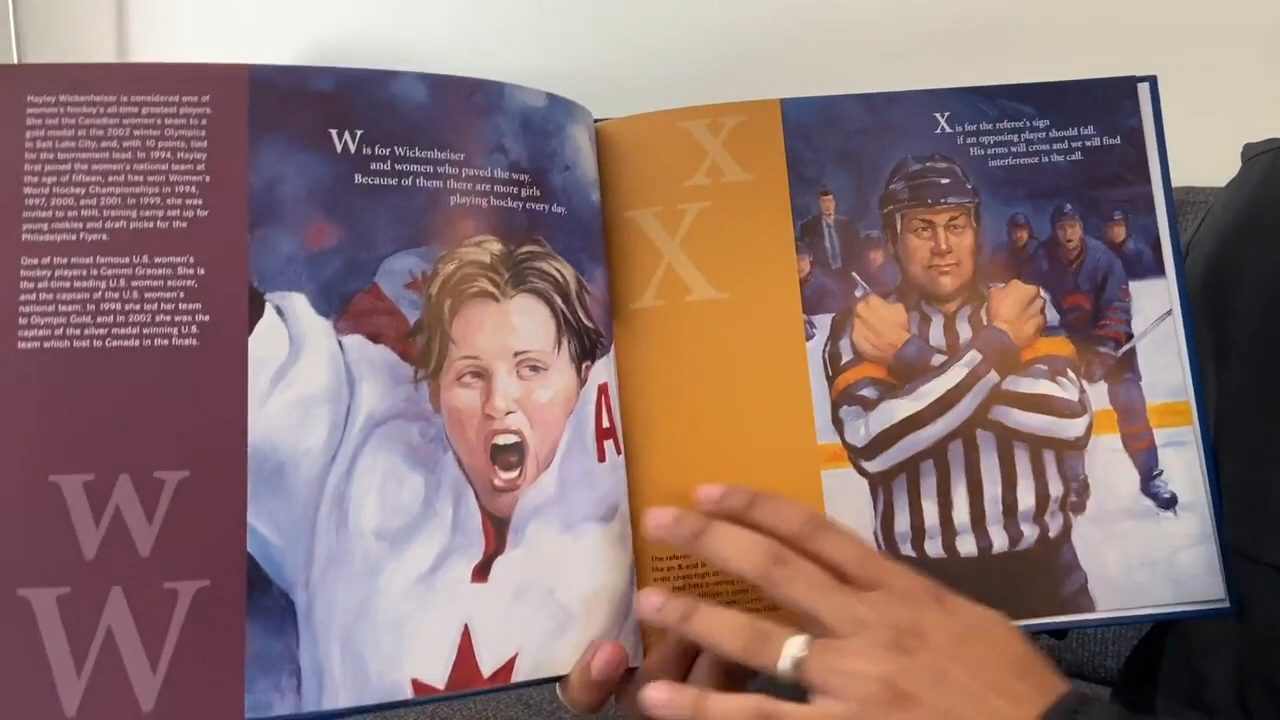 Hayley Wickenheiser is considered one of
women's hockey's all-time greatest players.
She led the Canadian women's team to a
gold medal at the 2002 winter Olympics
in Salt Lake City, and, with 10 points, tied
for the tournament lead. In 1994, Hayley
first joined the women's national team at
the age of fifteen, and has won Women's
World Hockey Championships in 1994,
1997, 2000, and 2001. In 1999, she was
invited to an NHL training camp set up for
young rookies and draft picks for the
Philadelphia Flyers.
One of the most famous U.S. women's
hockey players is Cammi Granato. She is
the all-time leading U.S. women scorer,
and the captain of the U.S. women's
national team. In 1998 she led her team
to Olympic Gold, and in 2002 she was the
captain of the silver medal winning U.S.
team which lost to Canada in the finals.
W
W
W is for Wickenheiser
and women who paved the way.
Because of them there are more girls
playing hockey every day.
A
X
X
X is for the referee's sign
if an opposing player should fall.
His arms will cross and we will find
interference is the call.
The referee
like an X and is
arms chest high